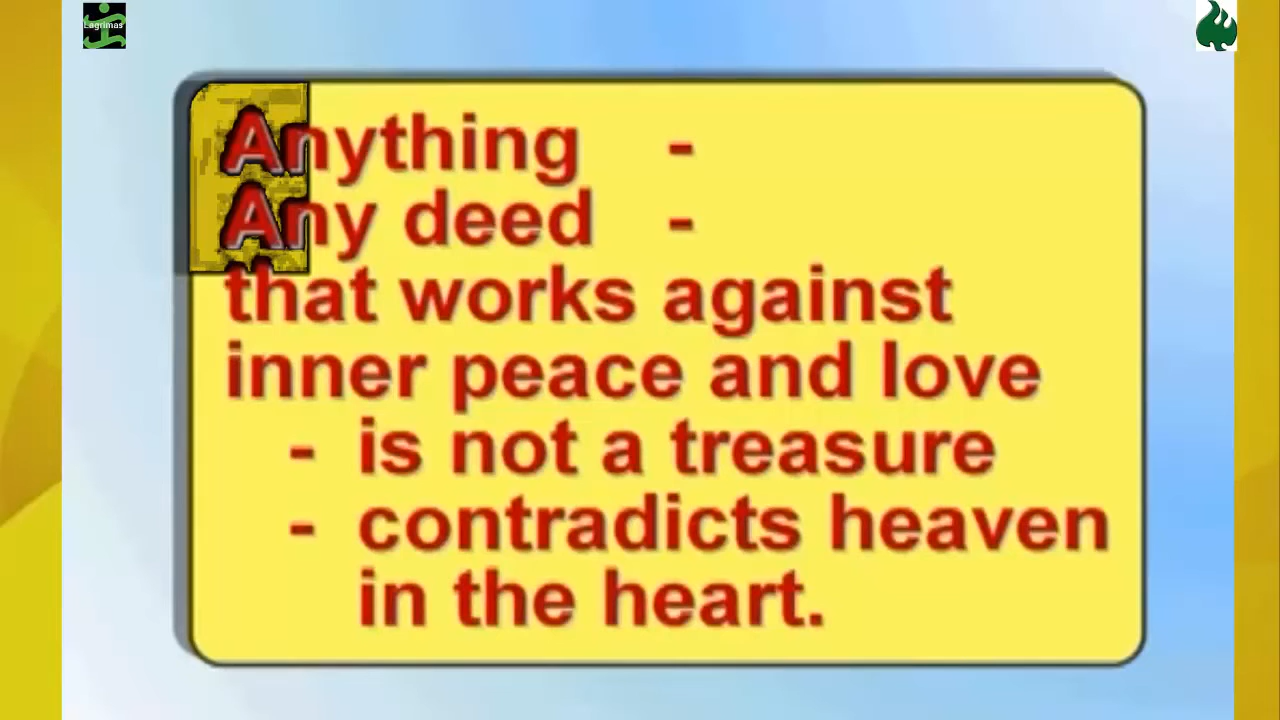 Lagrimas
Anything -
Any deed -
that works against
inner peace and love
- is not a treasure
- contradicts heaven
in the heart.